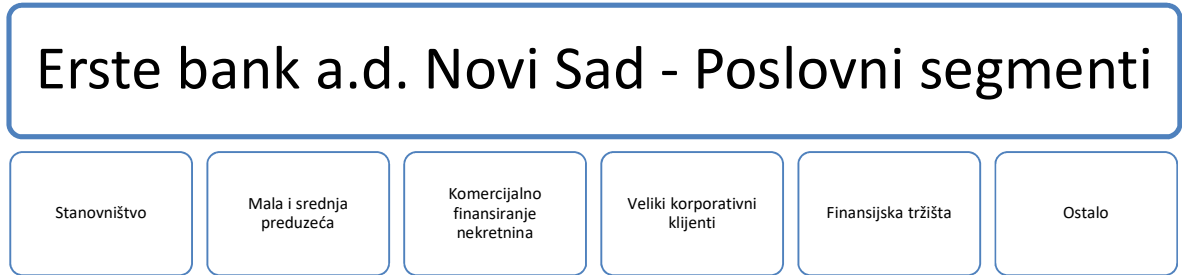 Erste bank a.d. Novi Sad - Poslovni segmenti
Stanovništvo
Mala i srednja
preduzeća
Komercijalno
finansiranje
nekretnina
Veliki korporativni
klijenti
Finansijska tržišta
Ostalo